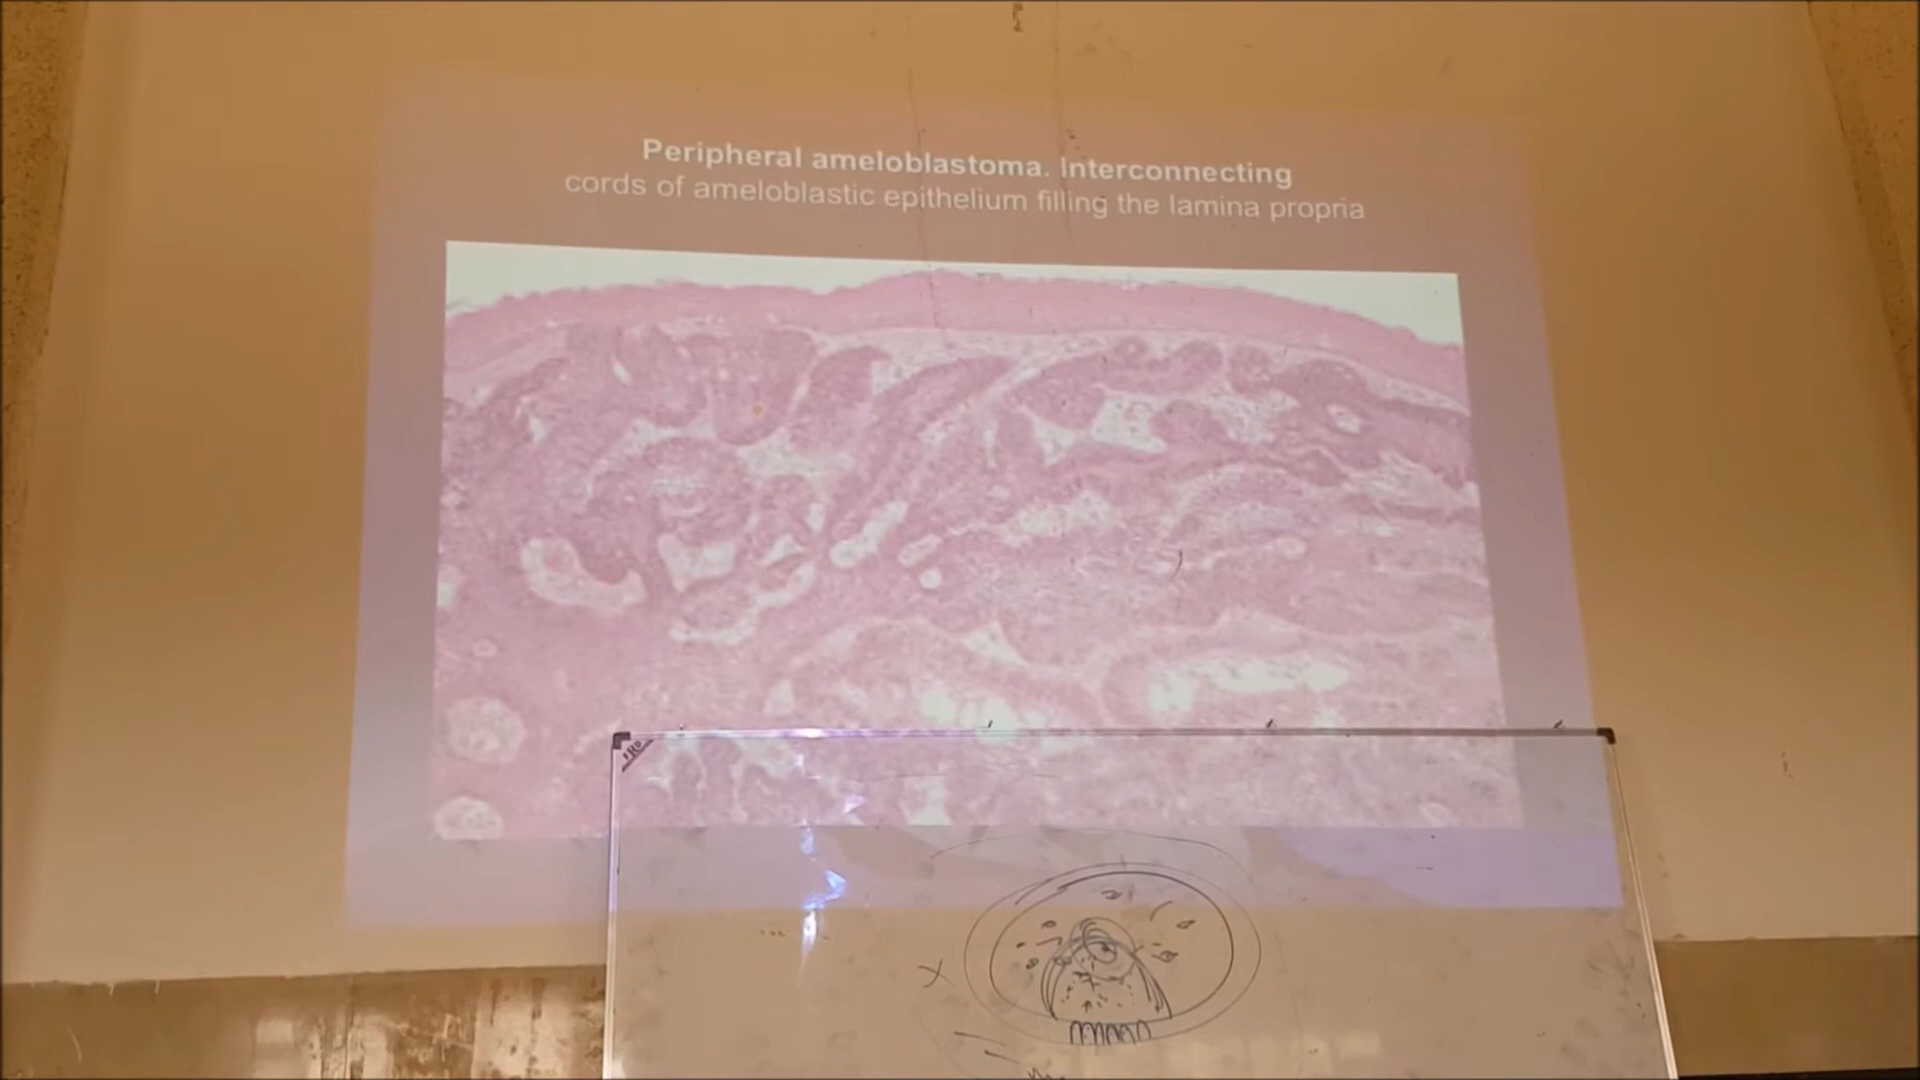 Peripheral ameloblastoma. Interconnecting
cords of ameloblastic epithelium filling the lamina propria